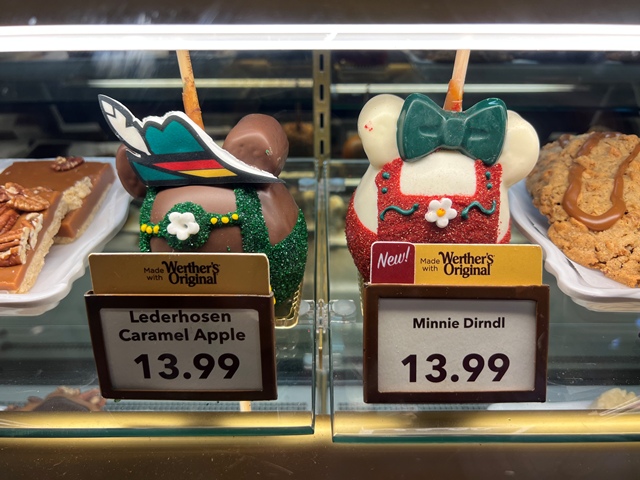 Made with Werther's Original
Lederhosen
Caramel Apple
13.99
New! Made with Werther's Original
Minnie Dirndl
13.99